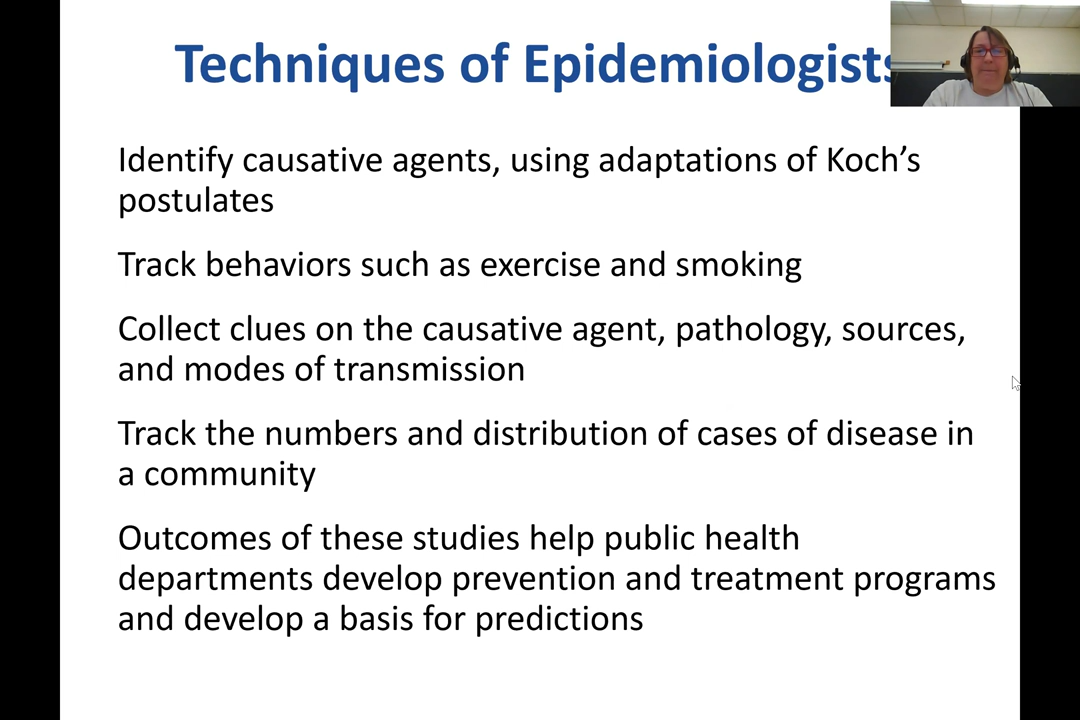 Techniques of Epidemiologists
Identify causative agents, using adaptations of Koch’s
postulates
Track behaviors such as exercise and smoking
Collect clues on the causative agent, pathology, sources,
and modes of transmission
Track the numbers and distribution of cases of disease in
a community
Outcomes of these studies help public health
departments develop prevention and treatment programs
and develop a basis for predictions